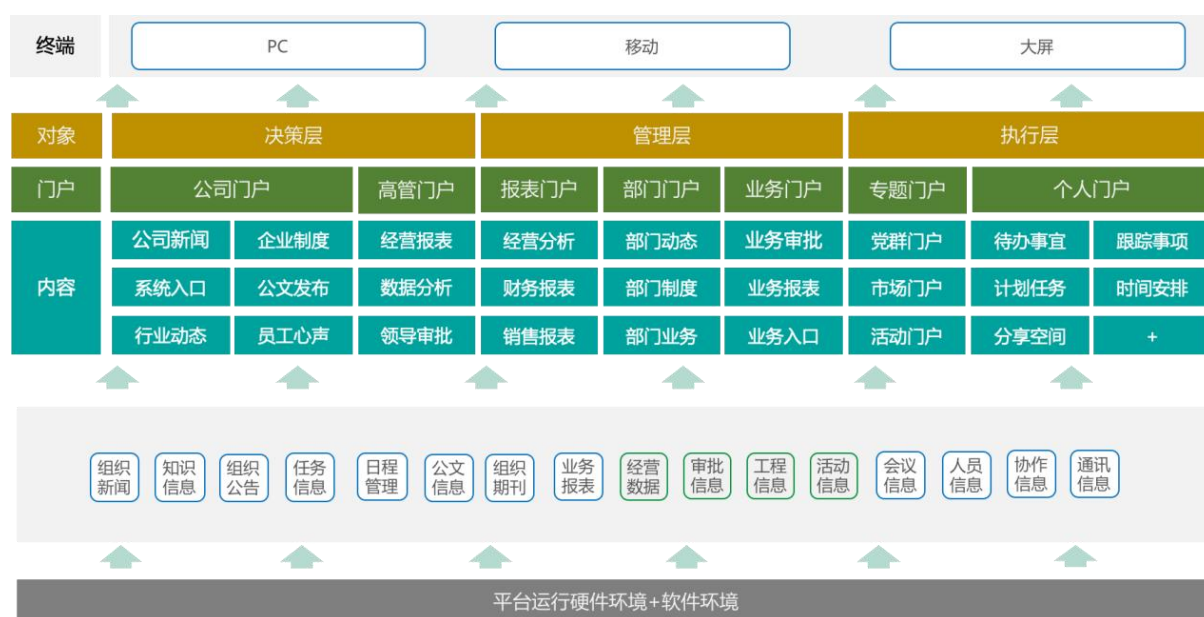 终端 PC 移动 大屏
对象 决策层 管理层 执行层
门户 公司门户 高管门户 报表门户 部门门户 业务门户 专题门户 个人门户
公司新闻 企业制度 经营报表 经营分析 部门动态 业务审批 党群门户 待办事宜 跟踪事项
内容 系统入口 公文发布 数据分析 财务报表 部门制度 业务报表 市场门户 计划任务 时间安排
行业动态 员工心声 领导审批 销售报表 部门业务 业务入口 活动门户 分享空间 +
组织 知识 组织 任务 日程 公文 组织 业务 经营 审批 工程 活动 会议 人员 协作 通讯
新闻 信息 公告 信息 管理 信息 期刊 报表 数据 信息 信息 信息 信息 信息 信息 信息
平台运行硬件环境+软件环境